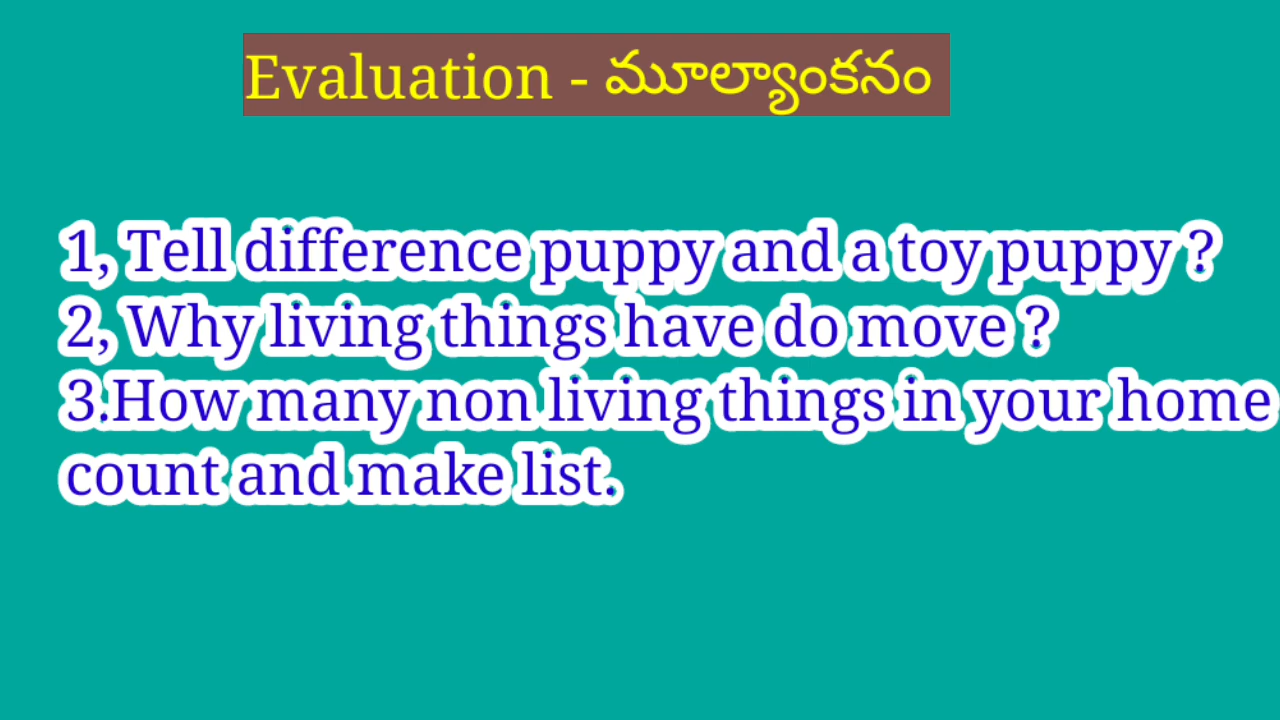 Evaluation - మూల్యాంకనం
1, Tell difference puppy and a toy puppy ?
2, Why living things have do move ?
3.How many non living things in your home
count and make list.